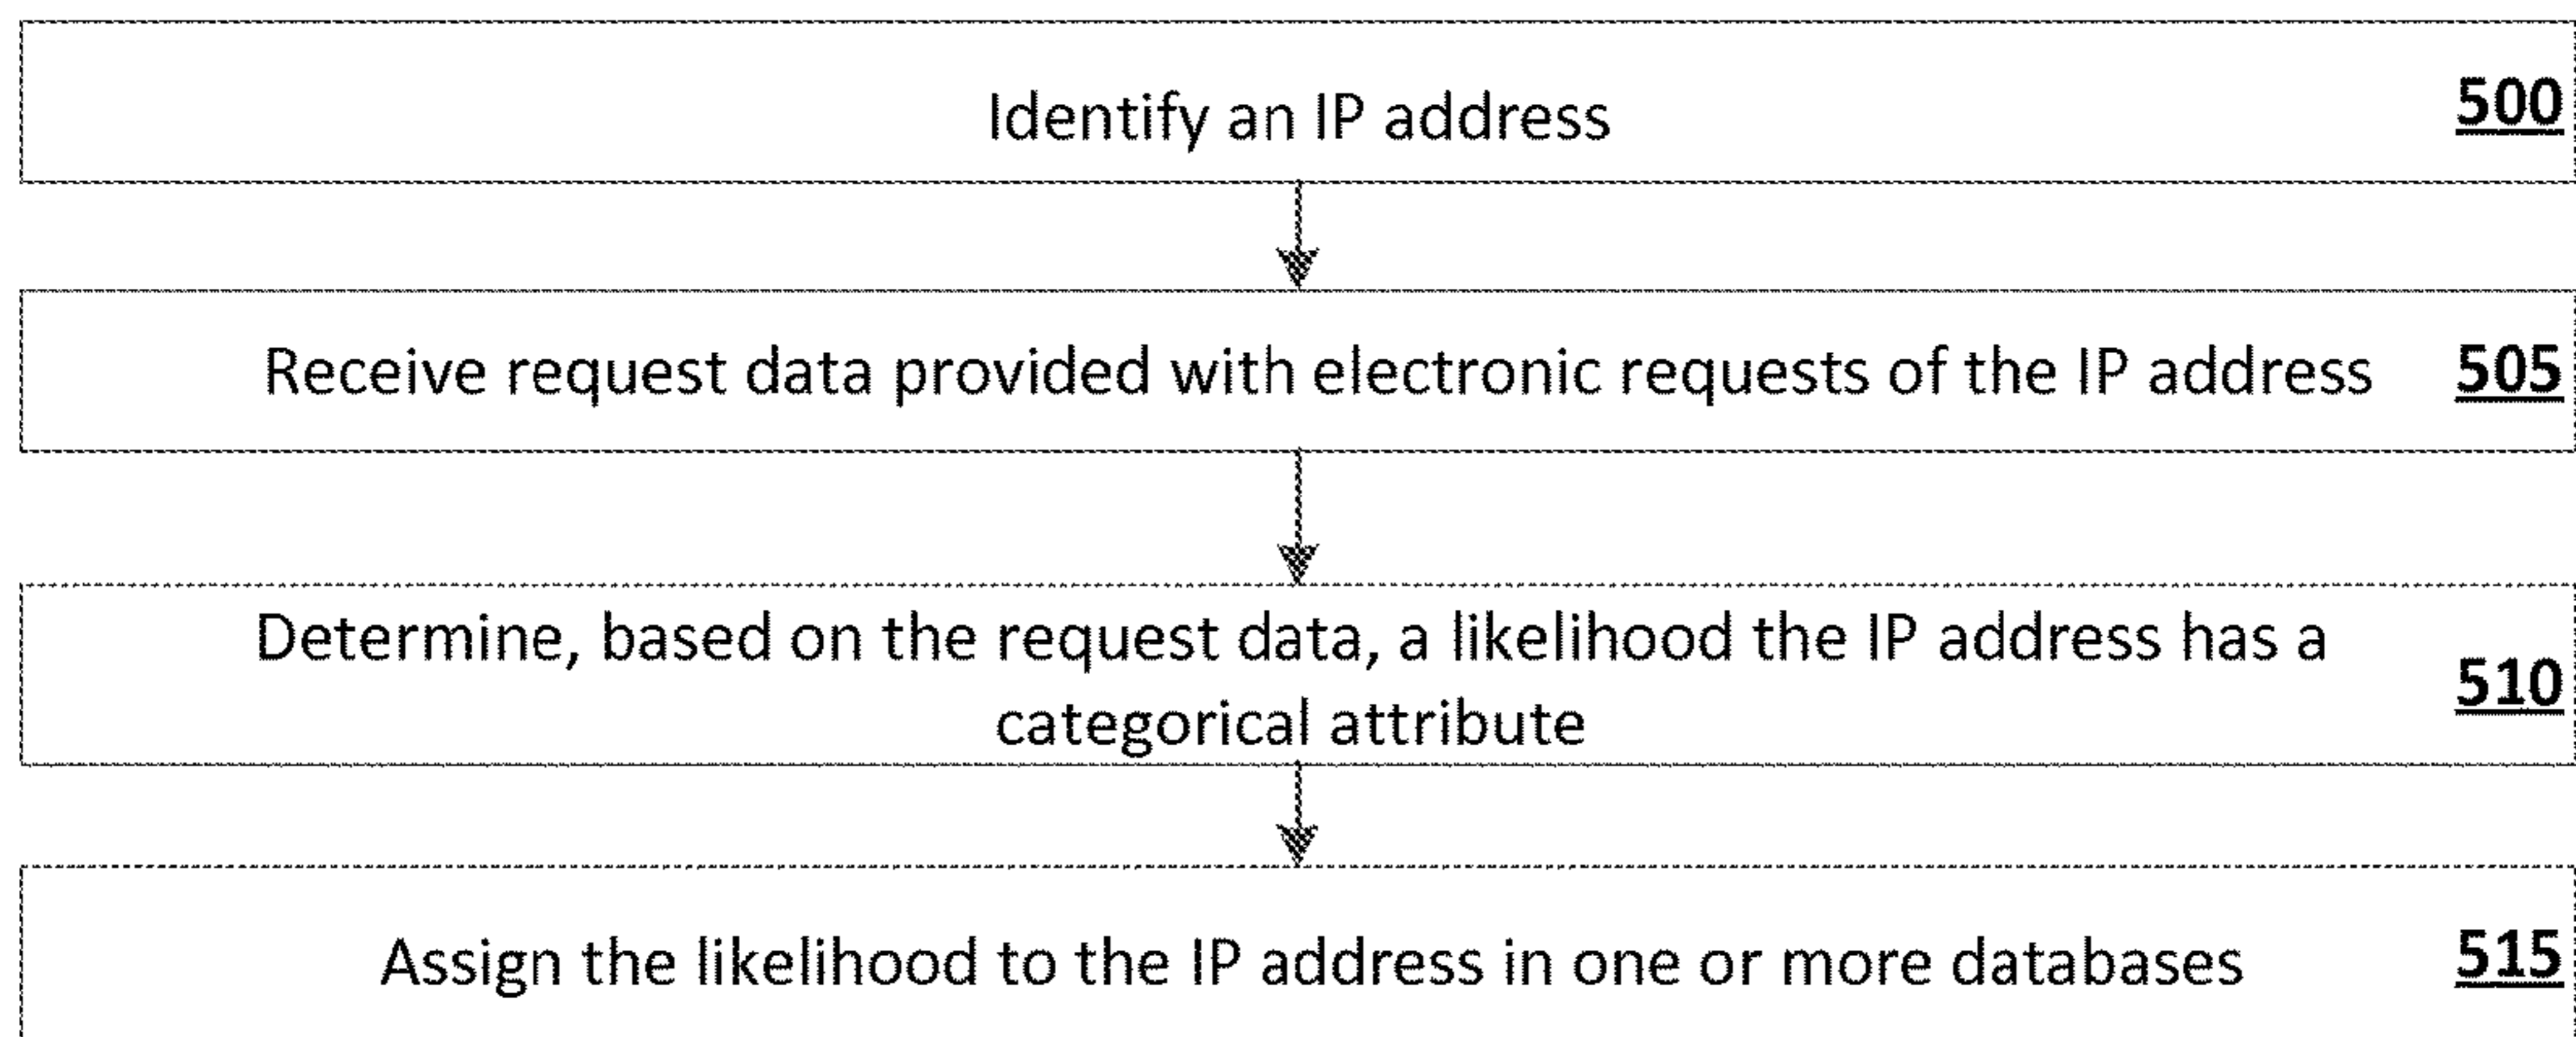 Identify an IP address 500
Receive request data provided with electronic requests of the IP address 505
Determine, based on the request data, a likelihood the IP address has a
categorical attribute 510
Assign the likelihood to the IP address in one or more databases 515